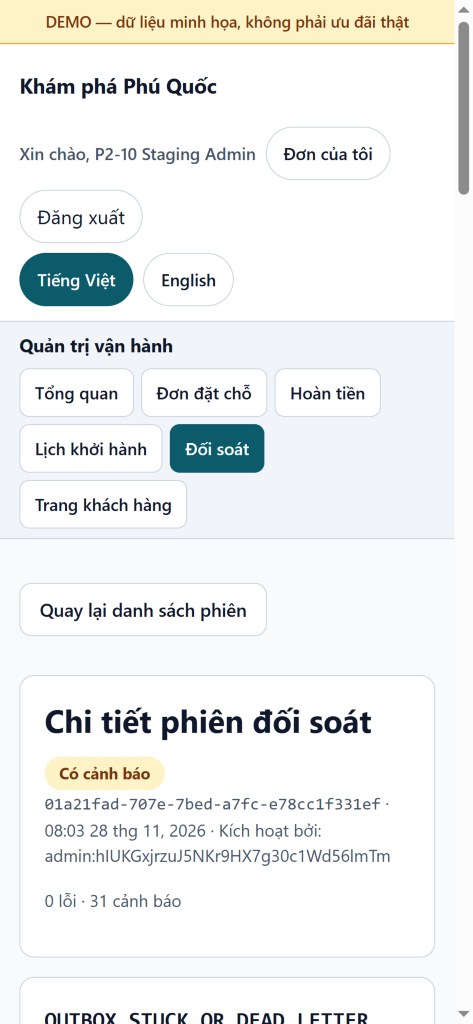 DEMO — dữ liệu minh họa, không phải ưu đãi thật
Khám phá Phú Quốc
Xin chào, P2-10 Staging Admin
Đơn của tôi
Đăng xuất
Tiếng Việt
English
Quản trị vận hành
Tổng quan
Đơn đặt chỗ
Hoàn tiền
Lịch khởi hành
Đối soát
Trang khách hàng
Quay lại danh sách phiên
Chi tiết phiên đối soát
Có cảnh báo
01a21fad-707e-7bed-a7fc-e78cc1f331ef ·
08:03 28 thg 11, 2026 · Kích hoạt bởi:
admin:hIUKGxjrzuJ5NKr9HX7g30c1Wd56lmTm
0 lỗi · 31 cảnh báo
OUTBOX_STUCK_OR_DEAD_LETTER